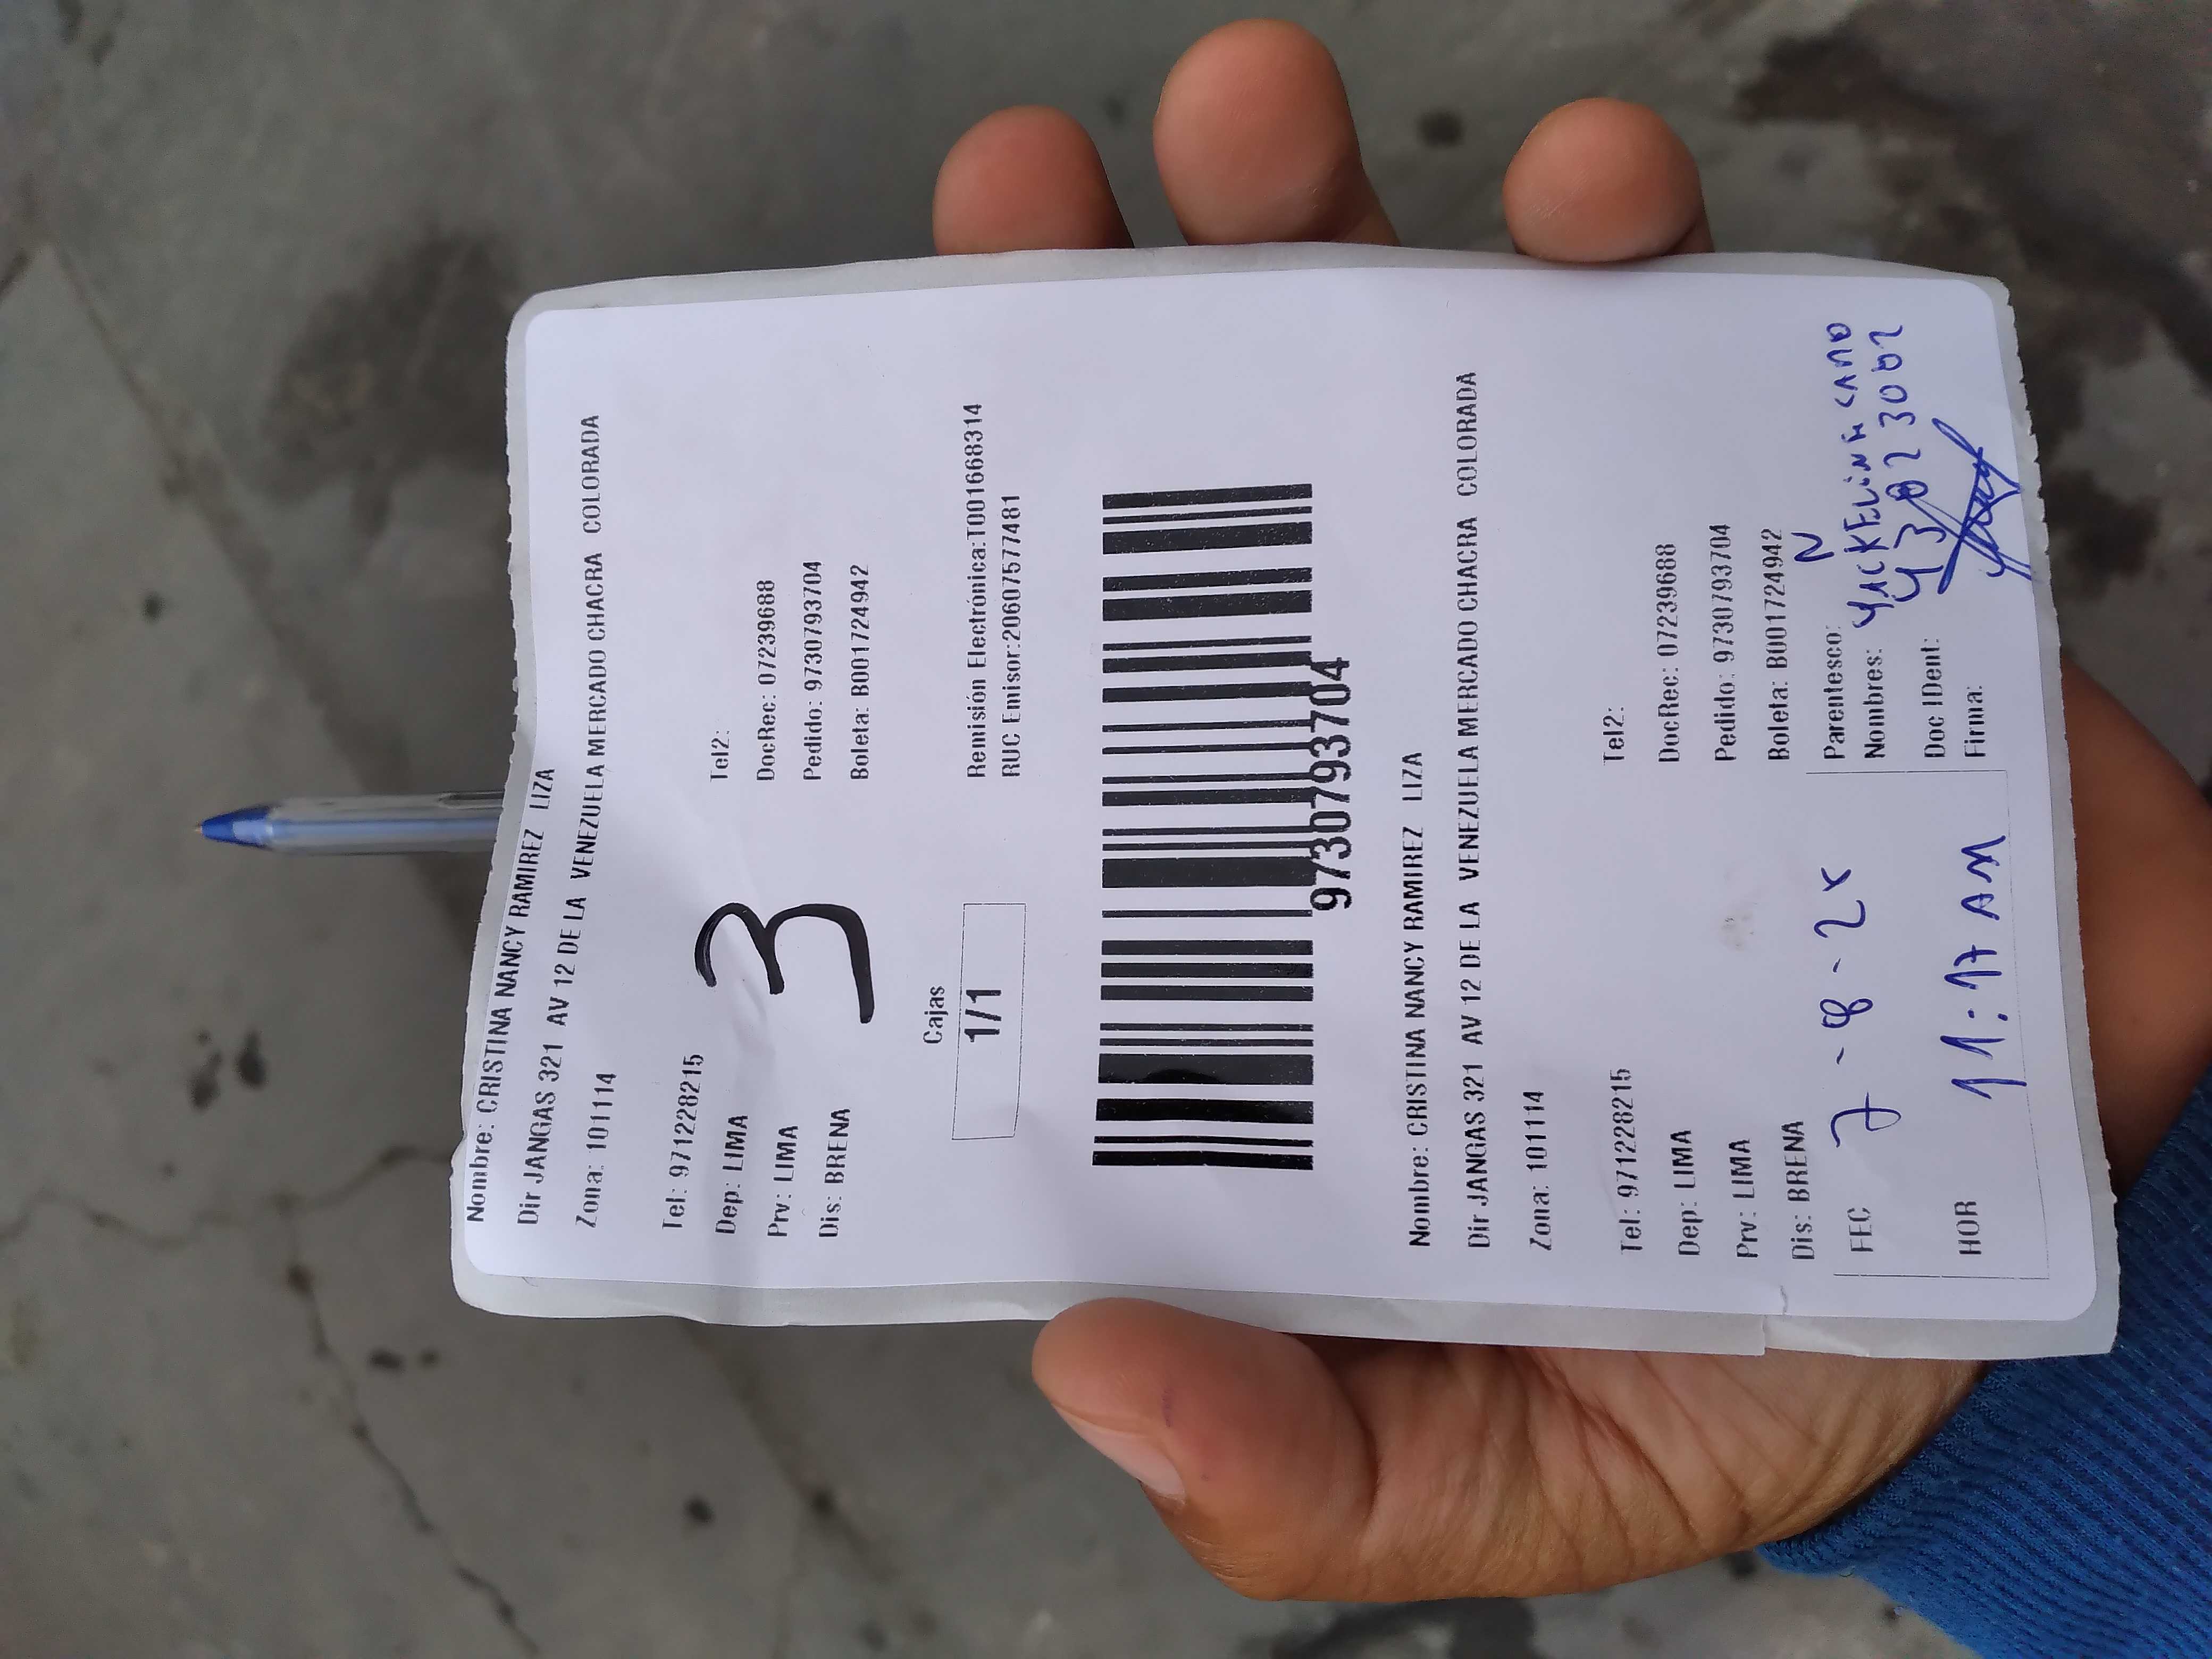 Nombre: CRISTINA NANCY RAMIREZ LIZA
Dir JANGAS 321 AV 12 DE LA VENEZUELA MERCADO CHACRA COLORADA
Zona: 101114
Tel: 971228215 Tel2:
Dep: LIMA DocRec: 07239688
Prv: LIMA Pedido: 9730793704
Dis: BRENA Boleta: B001724942
3
Cajas
1/1
Remisión Electrónica:T001668314
RUC Emisor:20607577481
9730793704
Nombre: CRISTINA NANCY RAMIREZ LIZA
Dir JANGAS 321 AV 12 DE LA VENEZUELA MERCADO CHACRA COLORADA
Zona: 101114
Tel: 971228215 Tel2:
Dep: LIMA DocRec: 07239688
Prv: LIMA Pedido: 9730793704
Dis: BRENA Boleta: B001724942
FEC 7-8-2x
HOR 11:17 AM
Parentesco: N
Nombres: YACKELINE CANO
Doc IDent:
Firma: